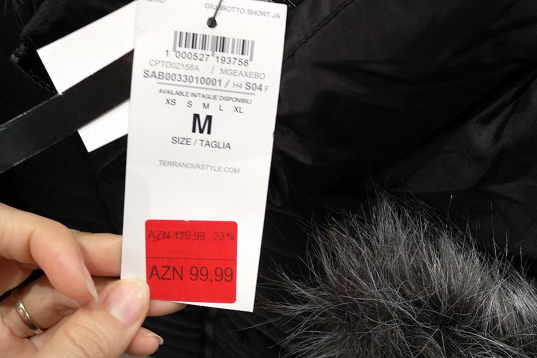 GIUBBOTTO SHORT JA
1 000527 193758
CPTD02158A / MGEAXEBO
SAB0033010001 / H4 S04 F
AVAILABLE IN/TAGLIE DISPONIBILI
XS S M L XL
M
SIZE / TAGLIA
TERRANOVASTYLE.COM
AZN 129,99 -23%
AZN 99,99